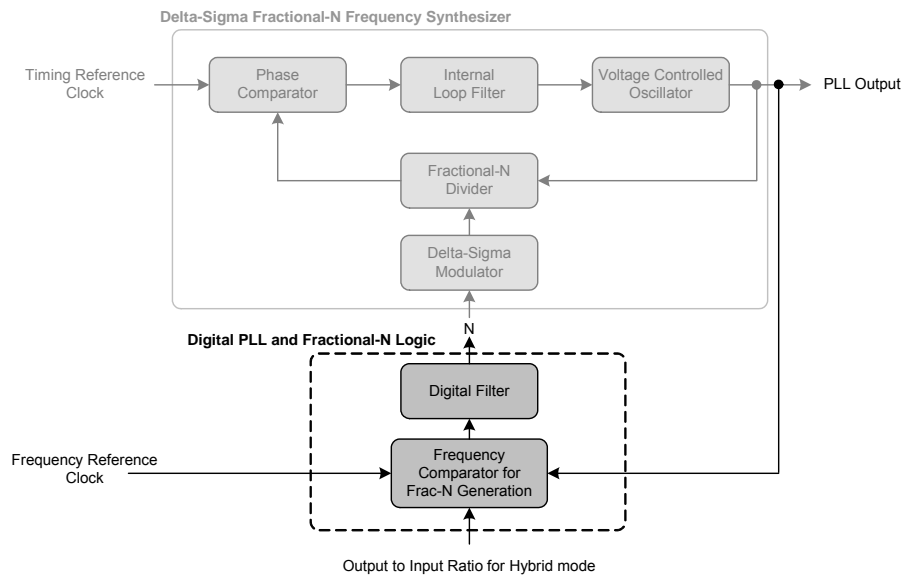 Delta-Sigma Fractional-N Frequency Synthesizer
Timing Reference
Clock
Phase
Comparator
Internal
Loop Filter
Voltage Controlled
Oscillator
PLL Output
Fractional-N
Divider
Delta-Sigma
Modulator
N
Digital PLL and Fractional-N Logic
Digital Filter
Frequency Reference
Clock
Frequency
Comparator for
Frac-N Generation
Output to Input Ratio for Hybrid mode